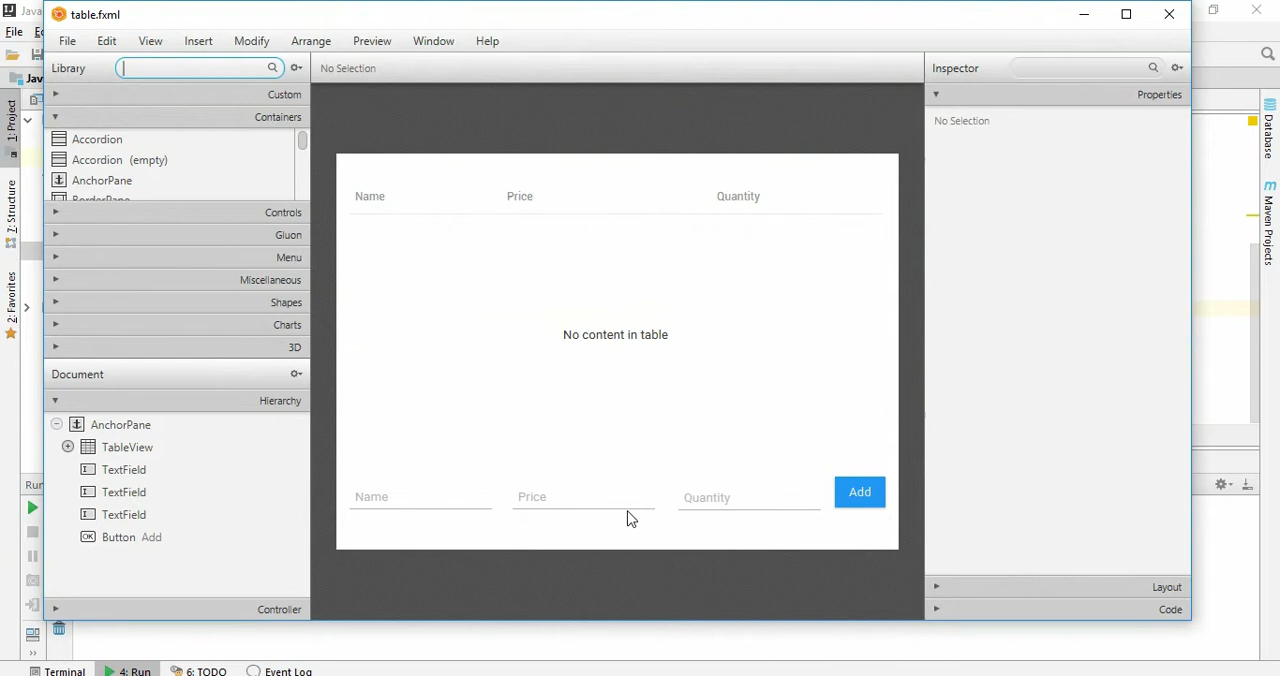 Java
table.fxml
File
File Edit View Insert Modify Arrange Preview Window Help
Library
No Selection
Inspector
Java
Custom
Properties
Containers
No Selection
Accordion
Accordion (empty)
AnchorPane
BorderPane
Controls
Gluon
Menu
Miscellaneous
Shapes
Charts
3D
Document
Hierarchy
AnchorPane
TableView
TextField
TextField
TextField
Button Add
Controller
Name Price Quantity
No content in table
Name Price Quantity Add
Layout
Code
1: Project
7: Structure
2: Favorites
Database
m Maven Projects
Run
Terminal 4: Run 6: TODO Event Log